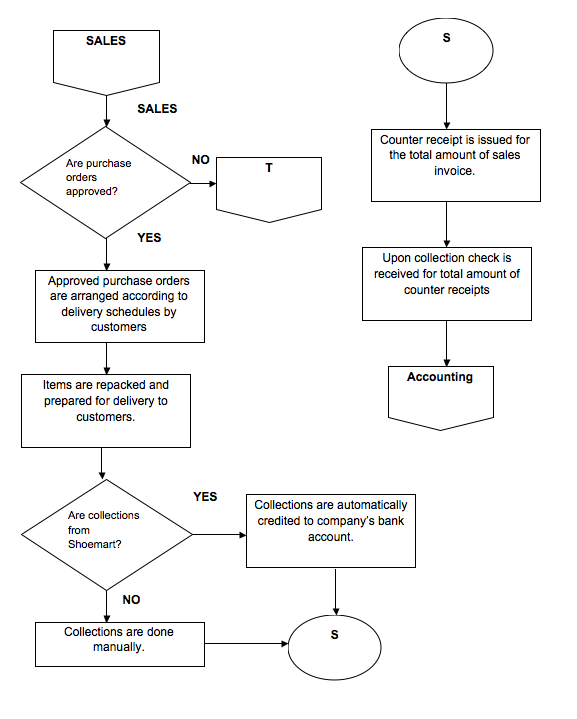 SALES
SALES
Are purchase
orders
approved?
NO
T
YES
Approved purchase orders
are arranged according to
delivery schedules by
customers
Items are repacked and
prepared for delivery to
customers.
Are collections
from
Shoemart?
YES
Collections are automatically
credited to company's bank
account.
NO
Collections are done
manually.
S
S
Counter receipt is issued for
the total amount of sales
invoice.
Upon collection check is
received for total amount of
counter receipts
Accounting